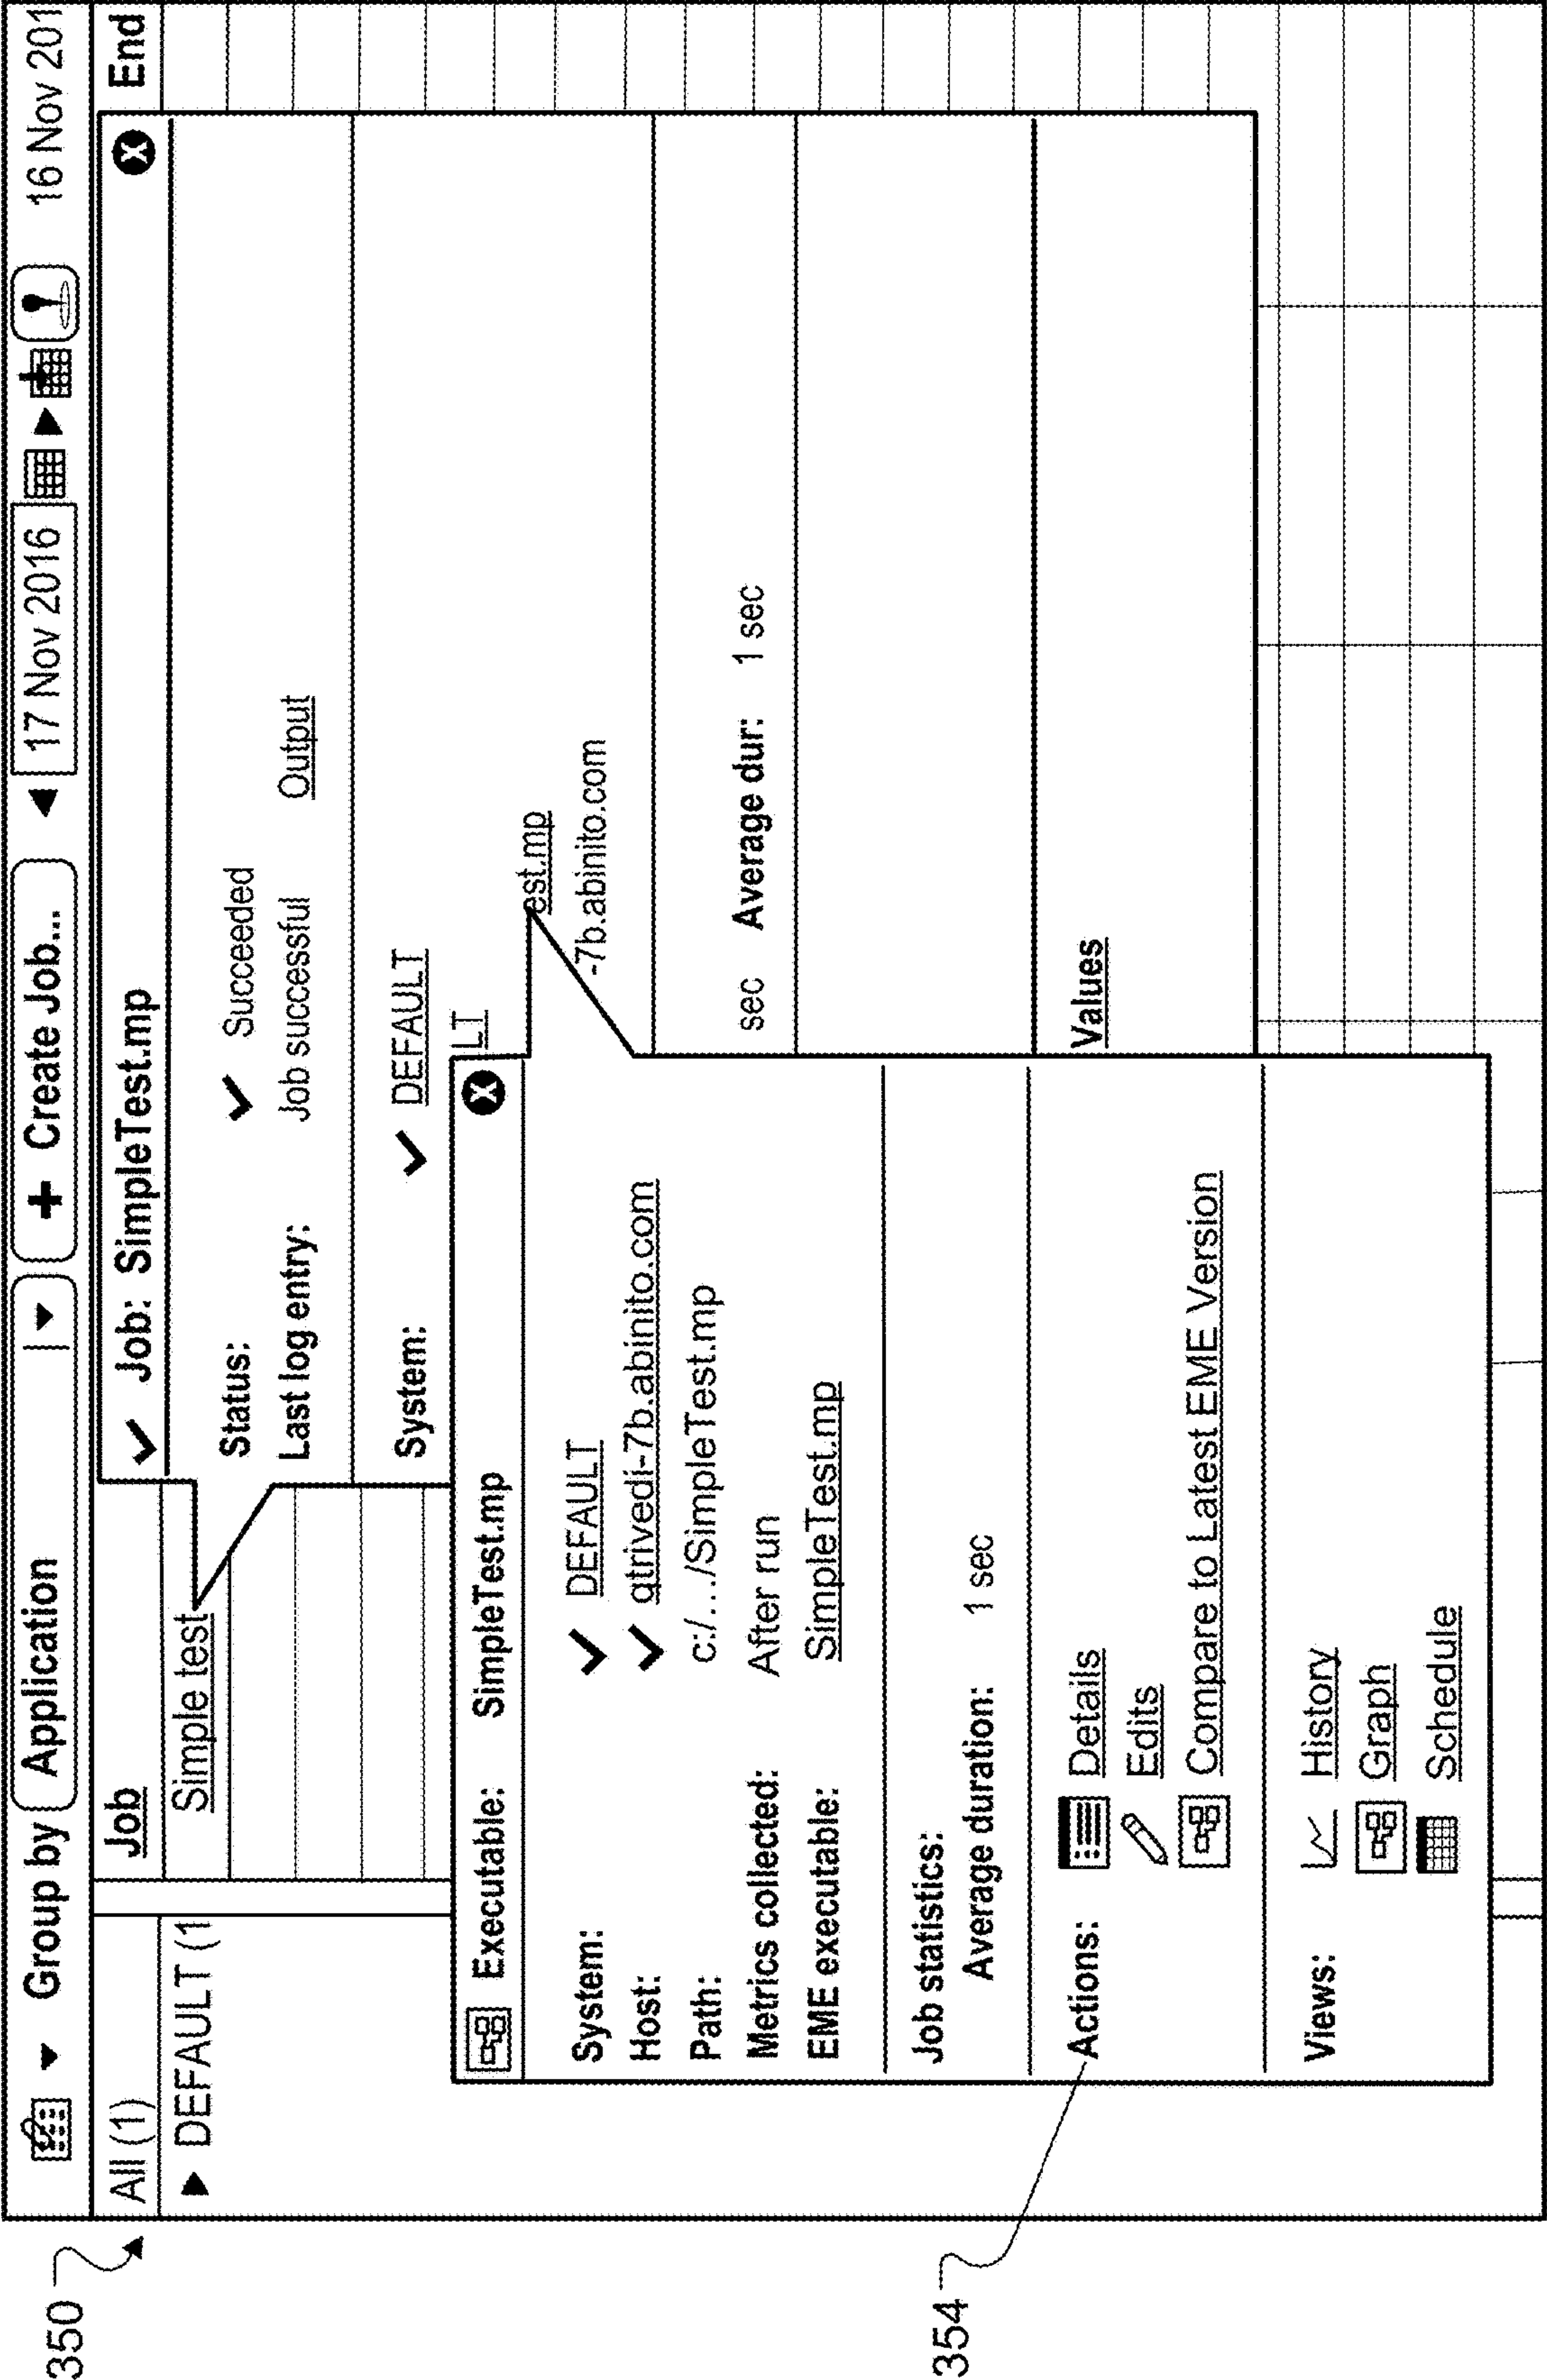 350
Group by Application + Create Job... 17 Nov 2016 16 Nov 201
All (1) Job End
DEFAULT (1 Simple test
Job: SimpleTest.mp
Status: Succeeded
Last log entry: Job successful Output
System: DEFAULT
LT
est.mp
-7b.abinito.com
sec Average dur: 1 sec
Values
Executable: SimpleTest.mp
System: DEFAULT
Host: qtrivedi-7b.abinito.com
Path: c:/.../SimpleTest.mp
Metrics collected: After run
EME executable: SimpleTest.mp
Job statistics:
Average duration: 1 sec
354
Actions: Details
Edits
Compare to Latest EME Version
Views: History
Graph
Schedule